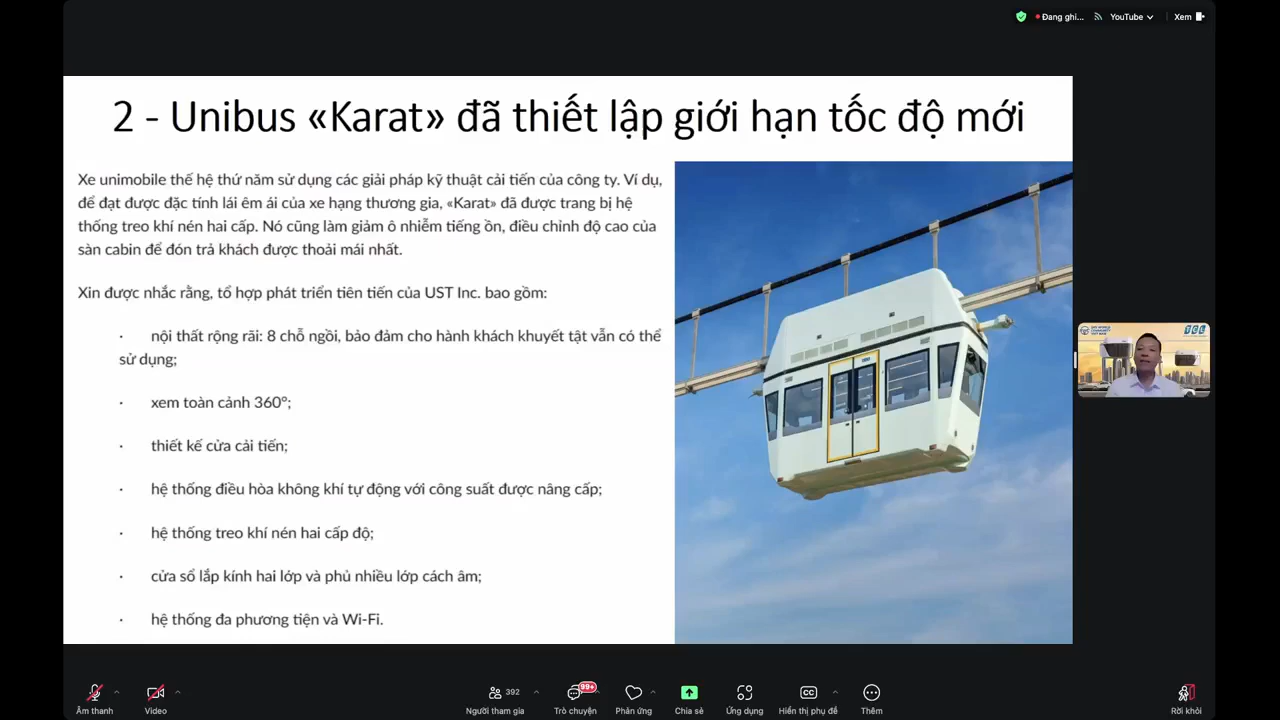 Đang ghi...
YouTube
Xem
2 - Unibus «Karat» đã thiết lập giới hạn tốc độ mới
Xe unimobile thế hệ thứ năm sử dụng các giải pháp kỹ thuật cải tiến của công ty. Ví dụ,
để đạt được đặc tính lái êm ái của xe hạng thương gia, «Karat» đã được trang bị hệ
thống treo khí nén hai cấp. Nó cũng làm giảm ô nhiễm tiếng ồn, điều chỉnh độ cao của
sàn cabin để đón trả khách được thoải mái nhất.
Xin được nhắc rằng, tổ hợp phát triển tiên tiến của UST Inc. bao gồm:
· nội thất rộng rãi: 8 chỗ ngồi, bảo đảm cho hành khách khuyết tật vẫn có thể
sử dụng;
· xem toàn cảnh 360°;
· thiết kế cửa cải tiến;
· hệ thống điều hòa không khí tự động với công suất được nâng cấp;
· hệ thống treo khí nén hai cấp độ;
· cửa sổ lắp kính hai lớp và phủ nhiều lớp cách âm;
· hệ thống đa phương tiện và Wi-Fi.
392
99+
CC
Âm thanh
Video
Người tham gia
Trò chuyện
Phản ứng
Chia sẻ
Ứng dụng
Hiển thị phụ đề
Thêm
Rời khỏi